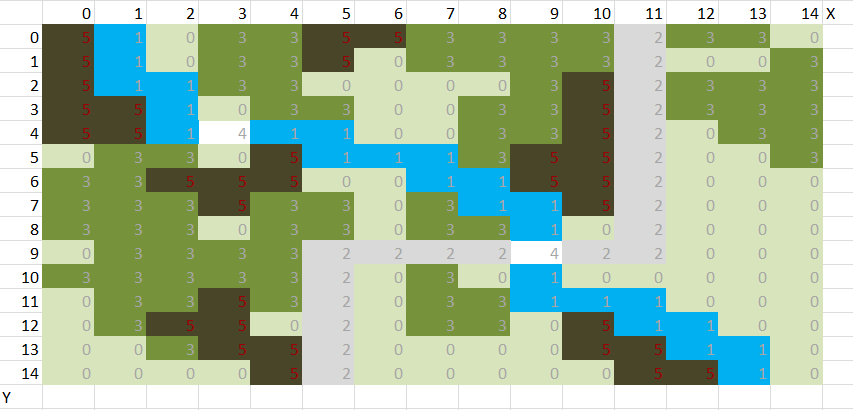 0 1 2 3 4 5 6 7 8 9 10 11 12 13 14 X
0 5 1 0 3 3 5 5 3 3 3 3 2 3 3 0
1 5 1 0 3 3 5 0 3 3 3 3 2 0 0 3
2 5 1 1 3 3 0 0 0 0 3 5 2 3 3 3
3 5 5 1 0 3 3 0 0 3 3 5 2 3 3 3
4 5 5 1 4 1 1 0 0 3 3 5 2 0 3 3
5 0 3 3 0 5 1 1 1 3 5 5 2 0 0 3
6 3 3 5 5 5 0 0 1 1 5 5 2 0 0 0
7 3 3 3 5 3 3 0 3 1 1 5 2 0 0 0
8 3 3 3 0 3 3 0 3 3 1 0 2 0 0 0
9 0 3 3 3 3 2 2 2 2 4 2 2 0 0 0
10 3 3 3 3 3 2 0 3 0 1 0 0 0 0 0
11 0 3 3 5 3 2 0 3 3 1 1 1 0 0 0
12 0 3 5 5 0 2 0 3 3 0 5 1 1 0 0
13 0 0 3 5 5 2 0 0 0 0 5 5 1 1 0
14 0 0 0 0 5 2 0 0 0 0 0 5 5 1 0
Y